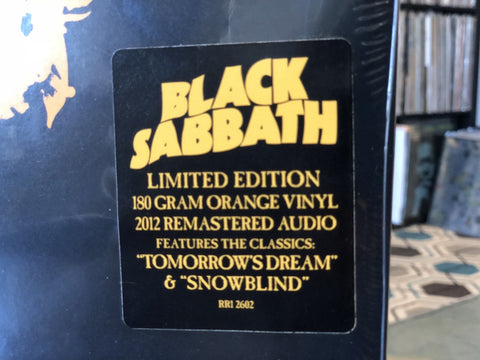 BLACK
SABBATH
LIMITED EDITION
180 GRAM ORANGE VINYL
2012 REMASTERED AUDIO
FEATURES THE CLASSICS:
"TOMORROW'S DREAM"
& "SNOWBLIND"
RR1 2602